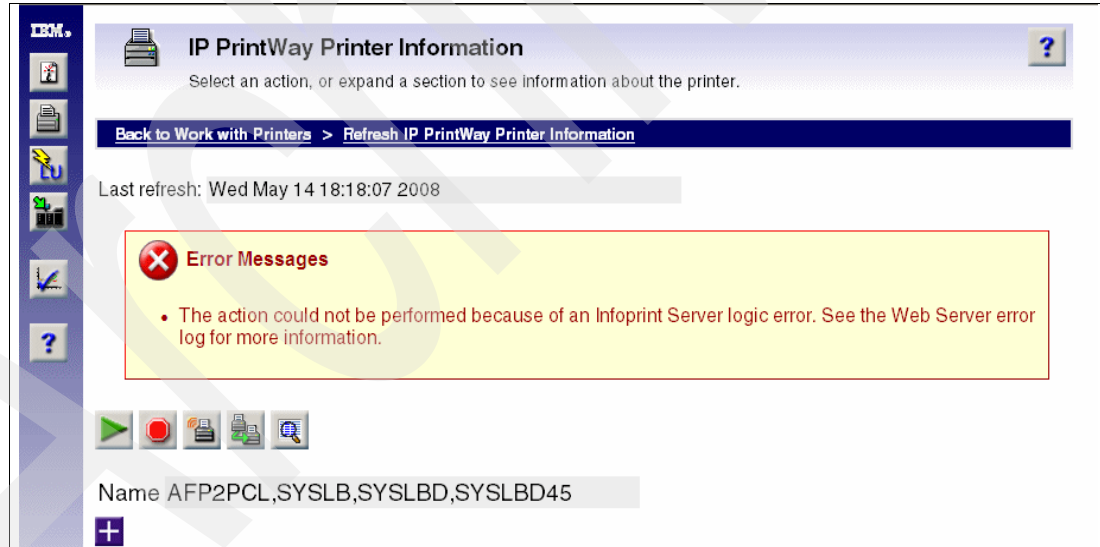 IBM®
IP PrintWay Printer Information
?
Select an action, or expand a section to see information about the printer.
Back to Work with Printers > Refresh IP PrintWay Printer Information
LU
Last refresh: Wed May 14 18:18:07 2008
Error Messages
• The action could not be performed because of an Infoprint Server logic error. See the Web Server error
log for more information.
?
Name AFP2PCL,SYSLB,SYSLBD,SYSLBD45